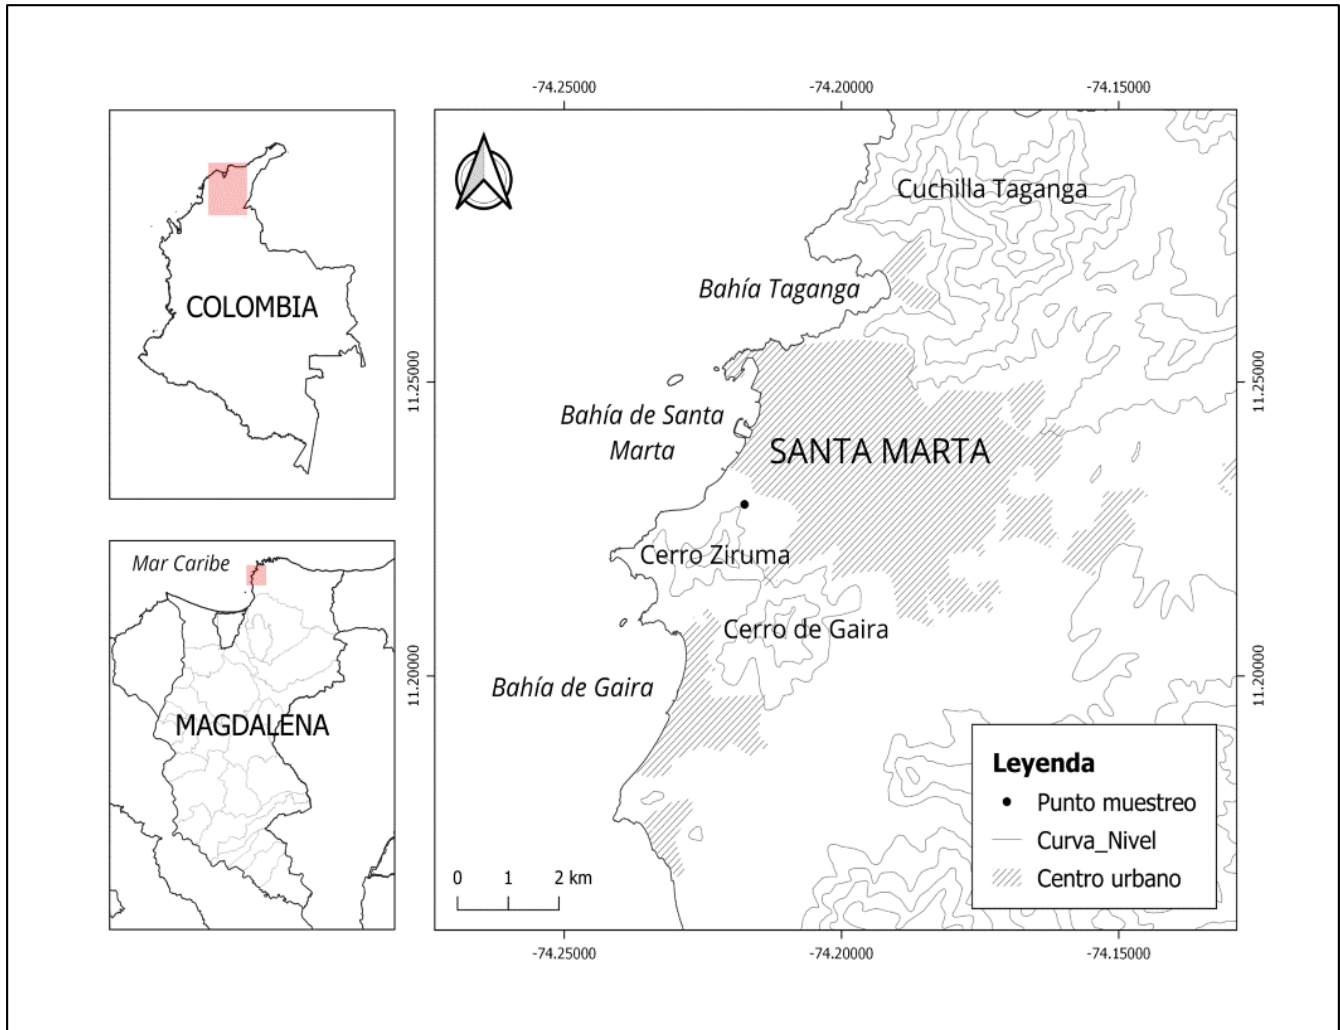 -74.25000
-74.20000
-74.15000
COLOMBIA
Cuchilla Taganga
Bahía Taganga
11.25000
11.25000
Bahía de Santa
Marta
SANTA MARTA
Mar Caribe
Cerro Ziruma
Cerro de Gaira
11.20000
11.20000
Bahía de Gaira
MAGDALENA
Leyenda
Punto muestreo
Curva_Nivel
Centro urbano
0 1 2 km
-74.25000
-74.20000
-74.15000